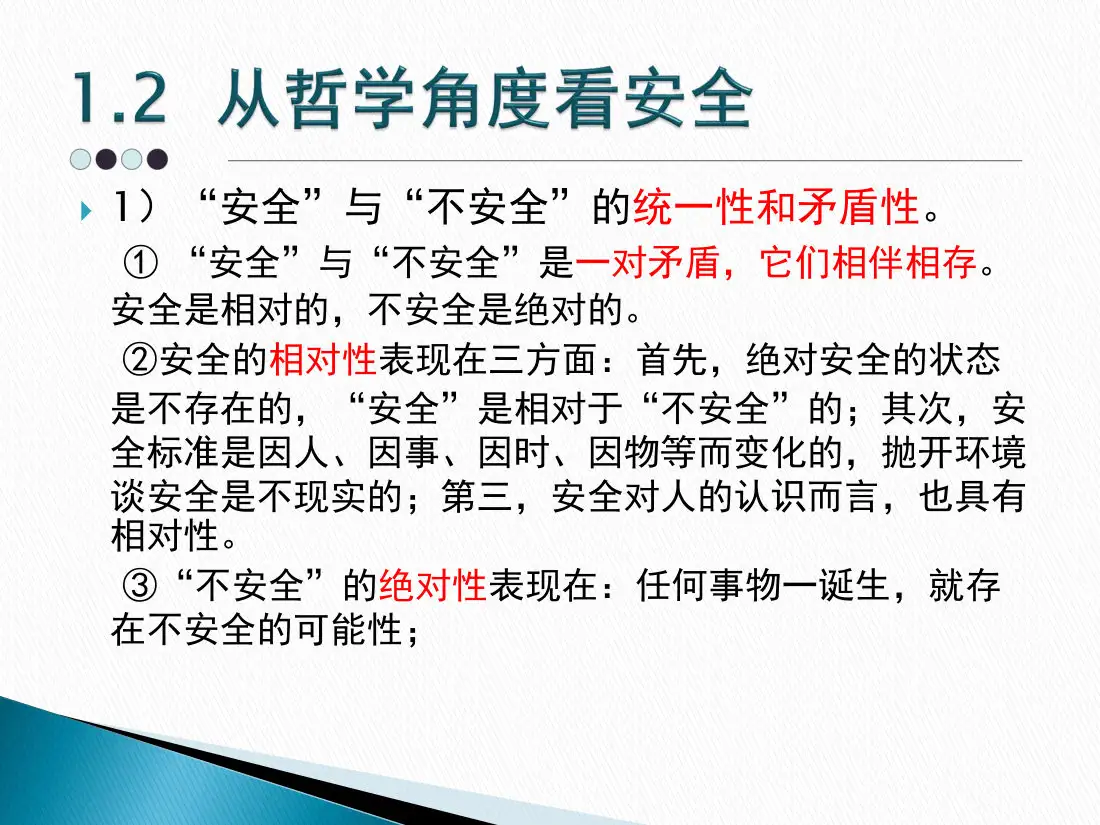 1.2 从哲学角度看安全
1）“安全”与“不安全”的统一性和矛盾性。
① “安全”与“不安全”是一对矛盾，它们相伴相存。
安全是相对的，不安全是绝对的。
②安全的相对性表现在三方面：首先，绝对安全的状态
是不存在的，“安全”是相对于“不安全”的；其次，安
全标准是因人、因事、因时、因物等而变化的，抛开环境
谈安全是不现实的；第三，安全对人的认识而言，也具有
相对性。
③“不安全”的绝对性表现在：任何事物一诞生，就存
在不安全的可能性；